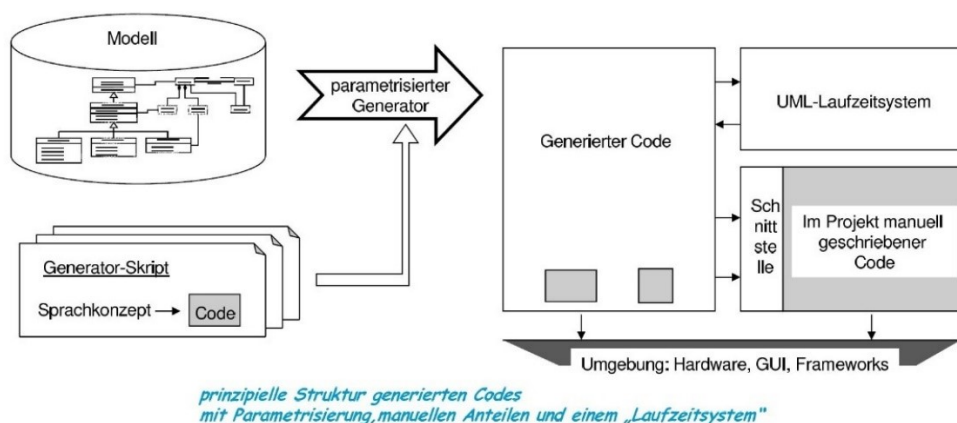 Modell
parametrisierter
Generator
Generator-Skript
Sprachkonzept
Code
Generierter Code
UML-Laufzeitsystem
Sch
nitt
ste
lle
Im Projekt manuell
geschriebener
Code
Umgebung: Hardware, GUI, Frameworks
prinzipielle Struktur generierten Codes
mit Parametrisierung, manuellen Anteilen und einem „Laufzeitsystem“